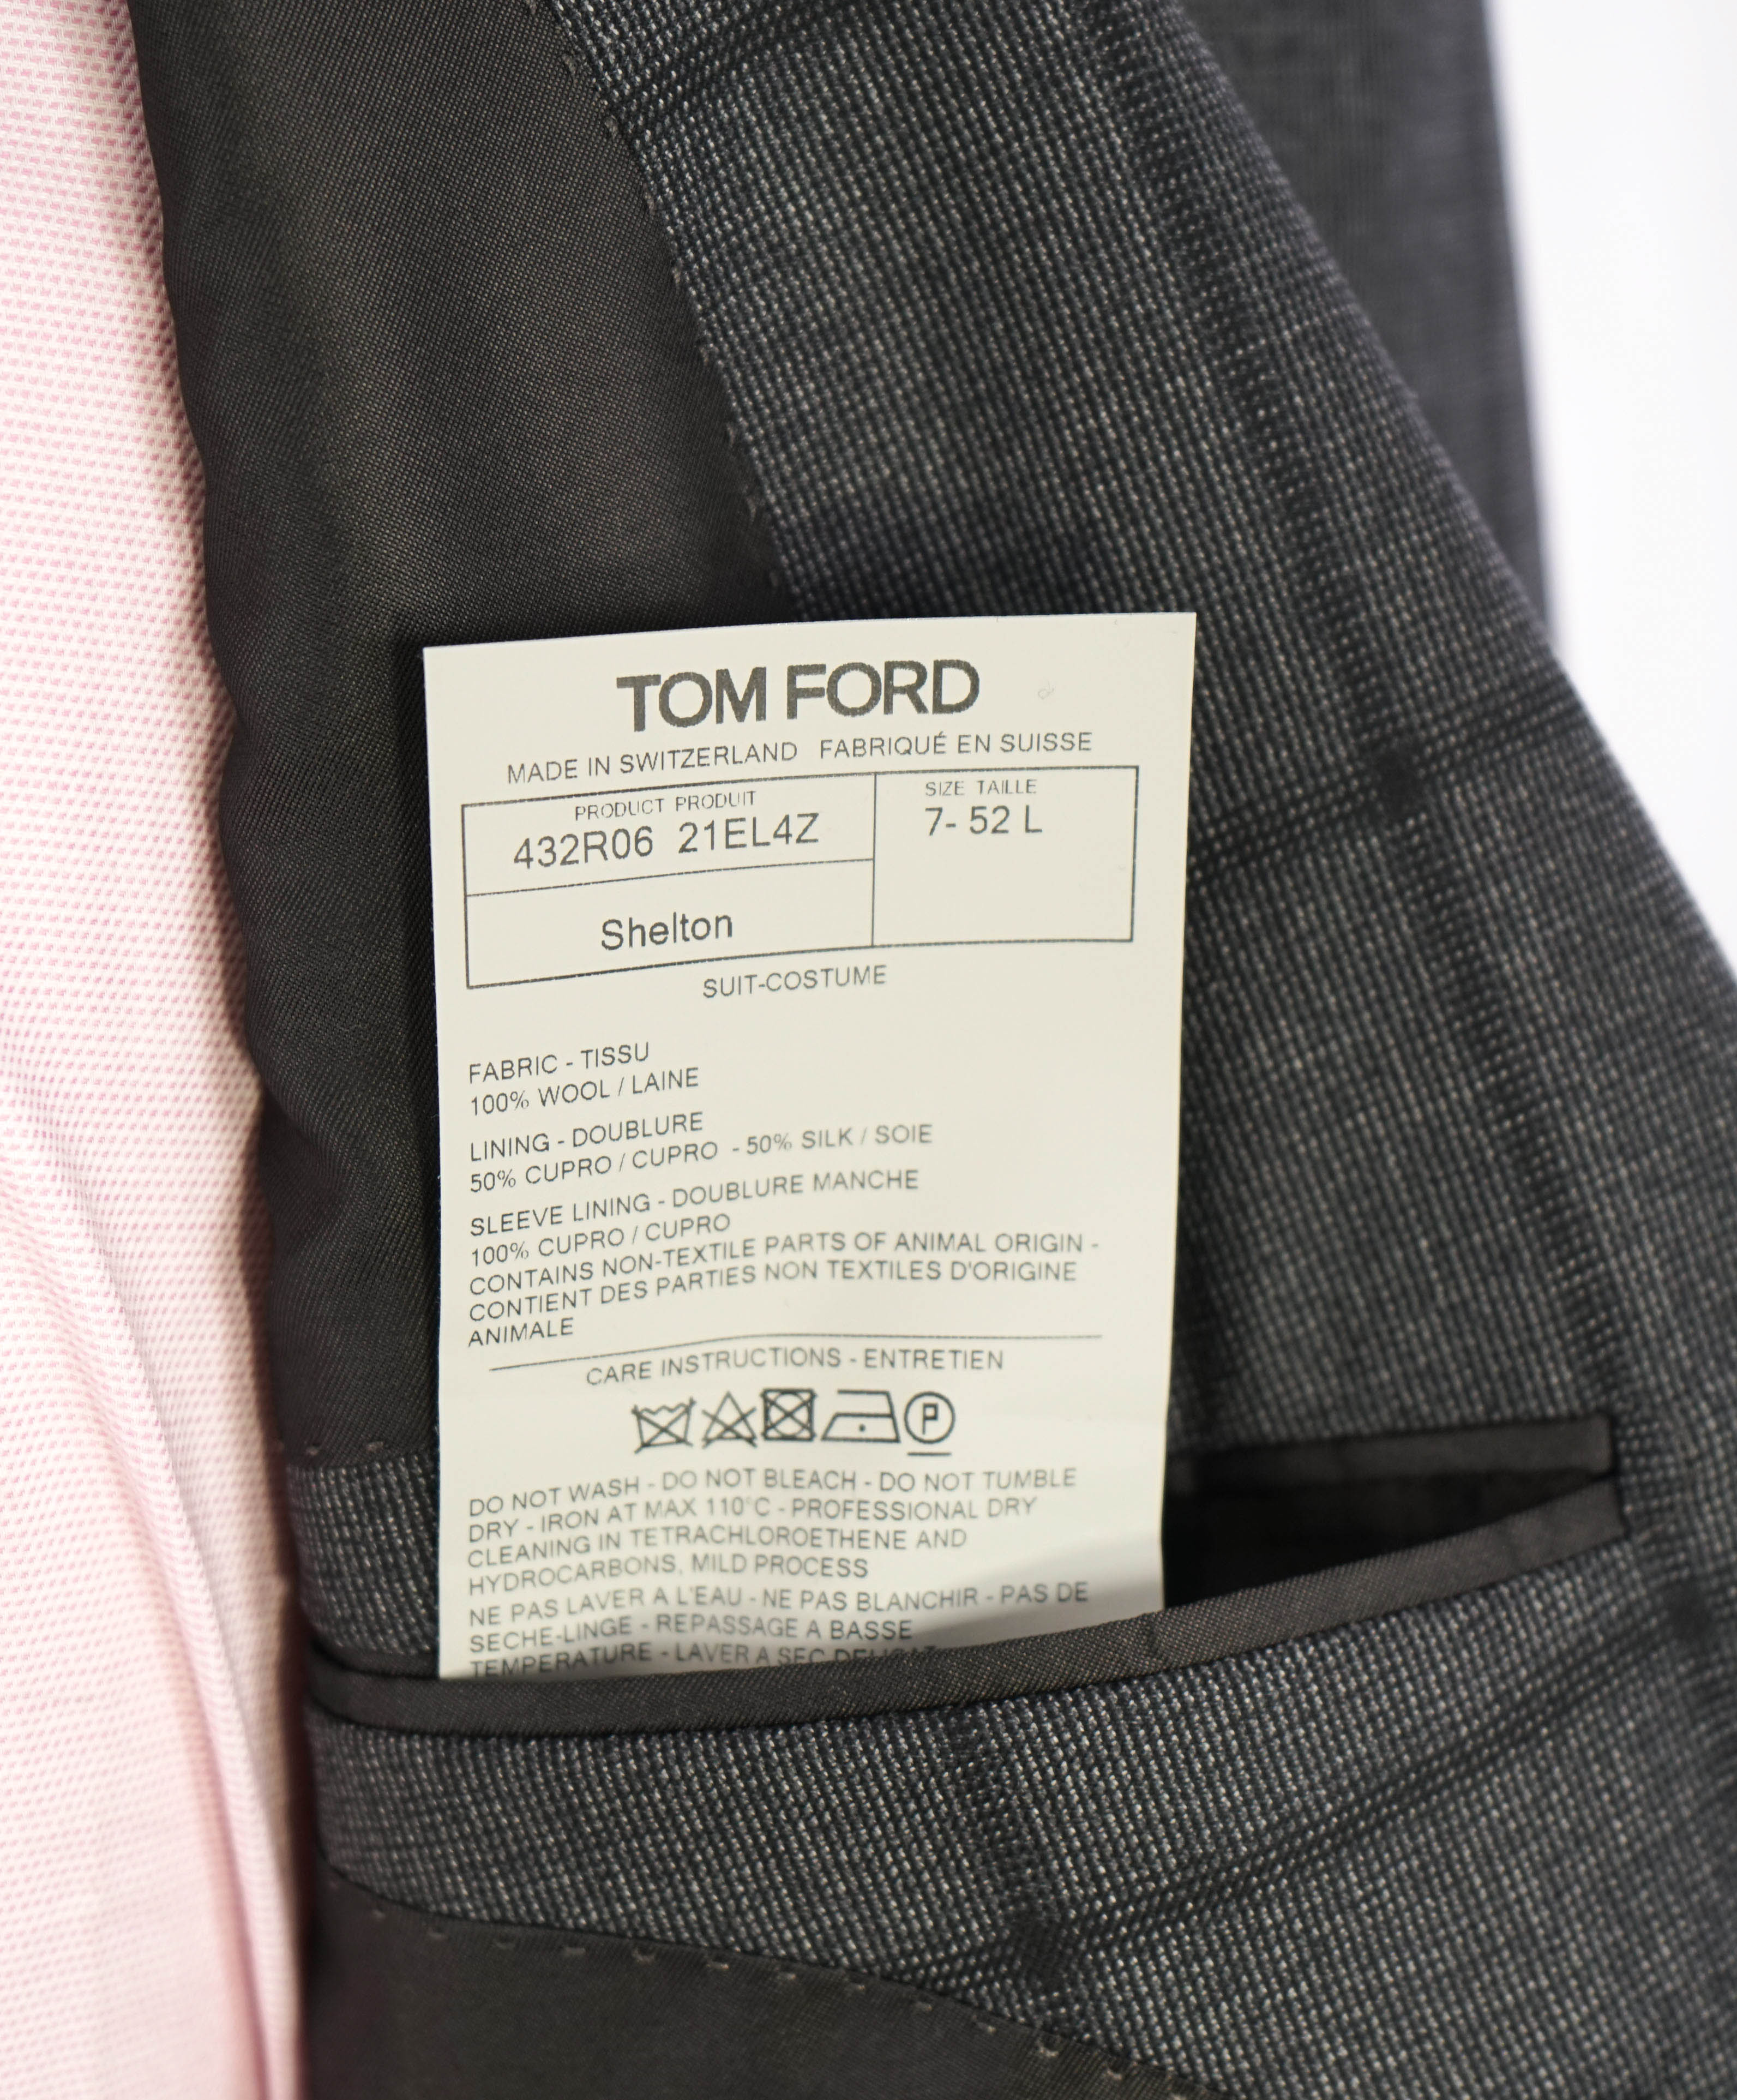 TOM FORD
MADE IN SWITZERLAND FABRIQUÉ EN SUISSE
PRODUCT PRODUIT
432R06 21EL4Z
SIZE TAILLE
7- 52 L
Shelton
SUIT-COSTUME
FABRIC - TISSU
100% WOOL / LAINE
LINING - DOUBLURE
50% CUPRO / CUPRO - 50% SILK / SOIE
SLEEVE LINING - DOUBLURE MANCHE
100% CUPRO / CUPRO
CONTAINS NON-TEXTILE PARTS OF ANIMAL ORIGIN -
CONTIENT DES PARTIES NON TEXTILES D'ORIGINE
ANIMALE
CARE INSTRUCTIONS - ENTRETIEN
P
DO NOT WASH - DO NOT BLEACH - DO NOT TUMBLE
DRY - IRON AT MAX 110°C - PROFESSIONAL DRY
CLEANING IN TETRACHLOROETHENE AND
HYDROCARBONS, MILD PROCESS
NE PAS LAVER A L'EAU - NE PAS BLANCHIR - PAS DE
SECHE-LINGE - REPASSAGE A BASSE
TEMPERATURE - LAVER A SEC